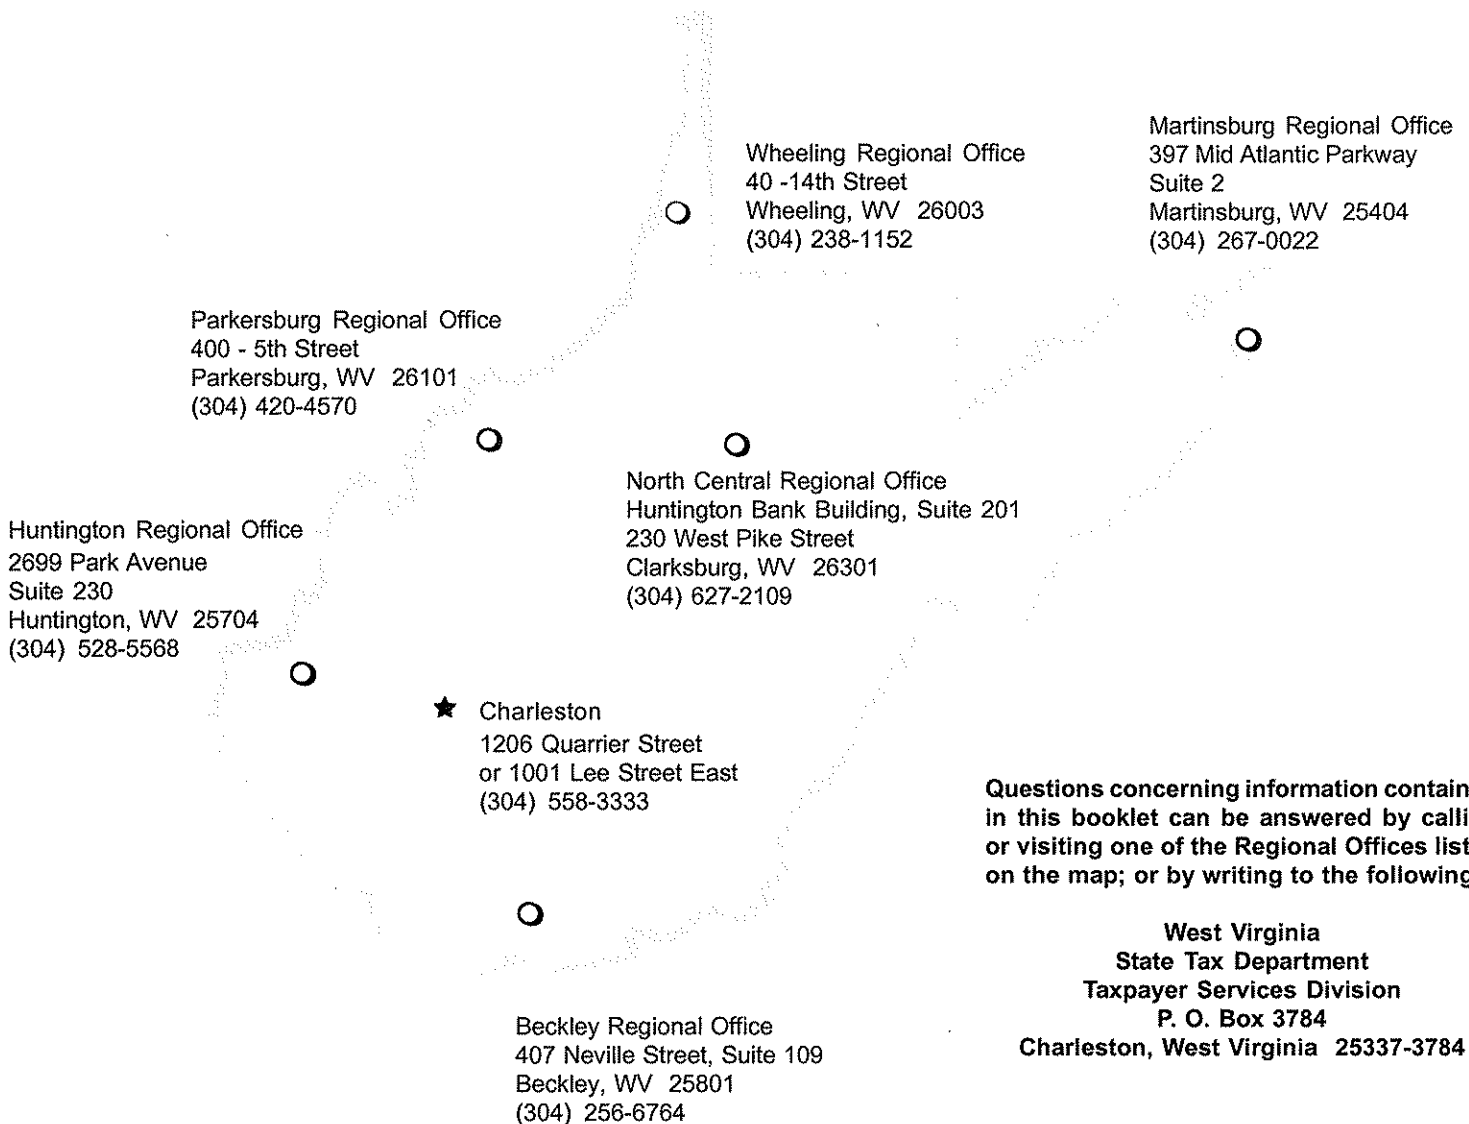 Wheeling Regional Office
40 -14th Street
Wheeling, WV 26003
(304) 238-1152
Martinsburg Regional Office
397 Mid Atlantic Parkway
Suite 2
Martinsburg, WV 25404
(304) 267-0022
Parkersburg Regional Office
400 - 5th Street
Parkersburg, WV 26101
(304) 420-4570
North Central Regional Office
Huntington Bank Building, Suite 201
230 West Pike Street
Clarksburg, WV 26301
(304) 627-2109
Huntington Regional Office
2699 Park Avenue
Suite 230
Huntington, WV 25704
(304) 528-5568
Charleston
1206 Quarrier Street
or 1001 Lee Street East
(304) 558-3333
Questions concerning information contain
in this booklet can be answered by calli
or visiting one of the Regional Offices list
on the map; or by writing to the following
West Virginia
State Tax Department
Taxpayer Services Division
P. O. Box 3784
Charleston, West Virginia 25337-3784
Beckley Regional Office
407 Neville Street, Suite 109
Beckley, WV 25801
(304) 256-6764